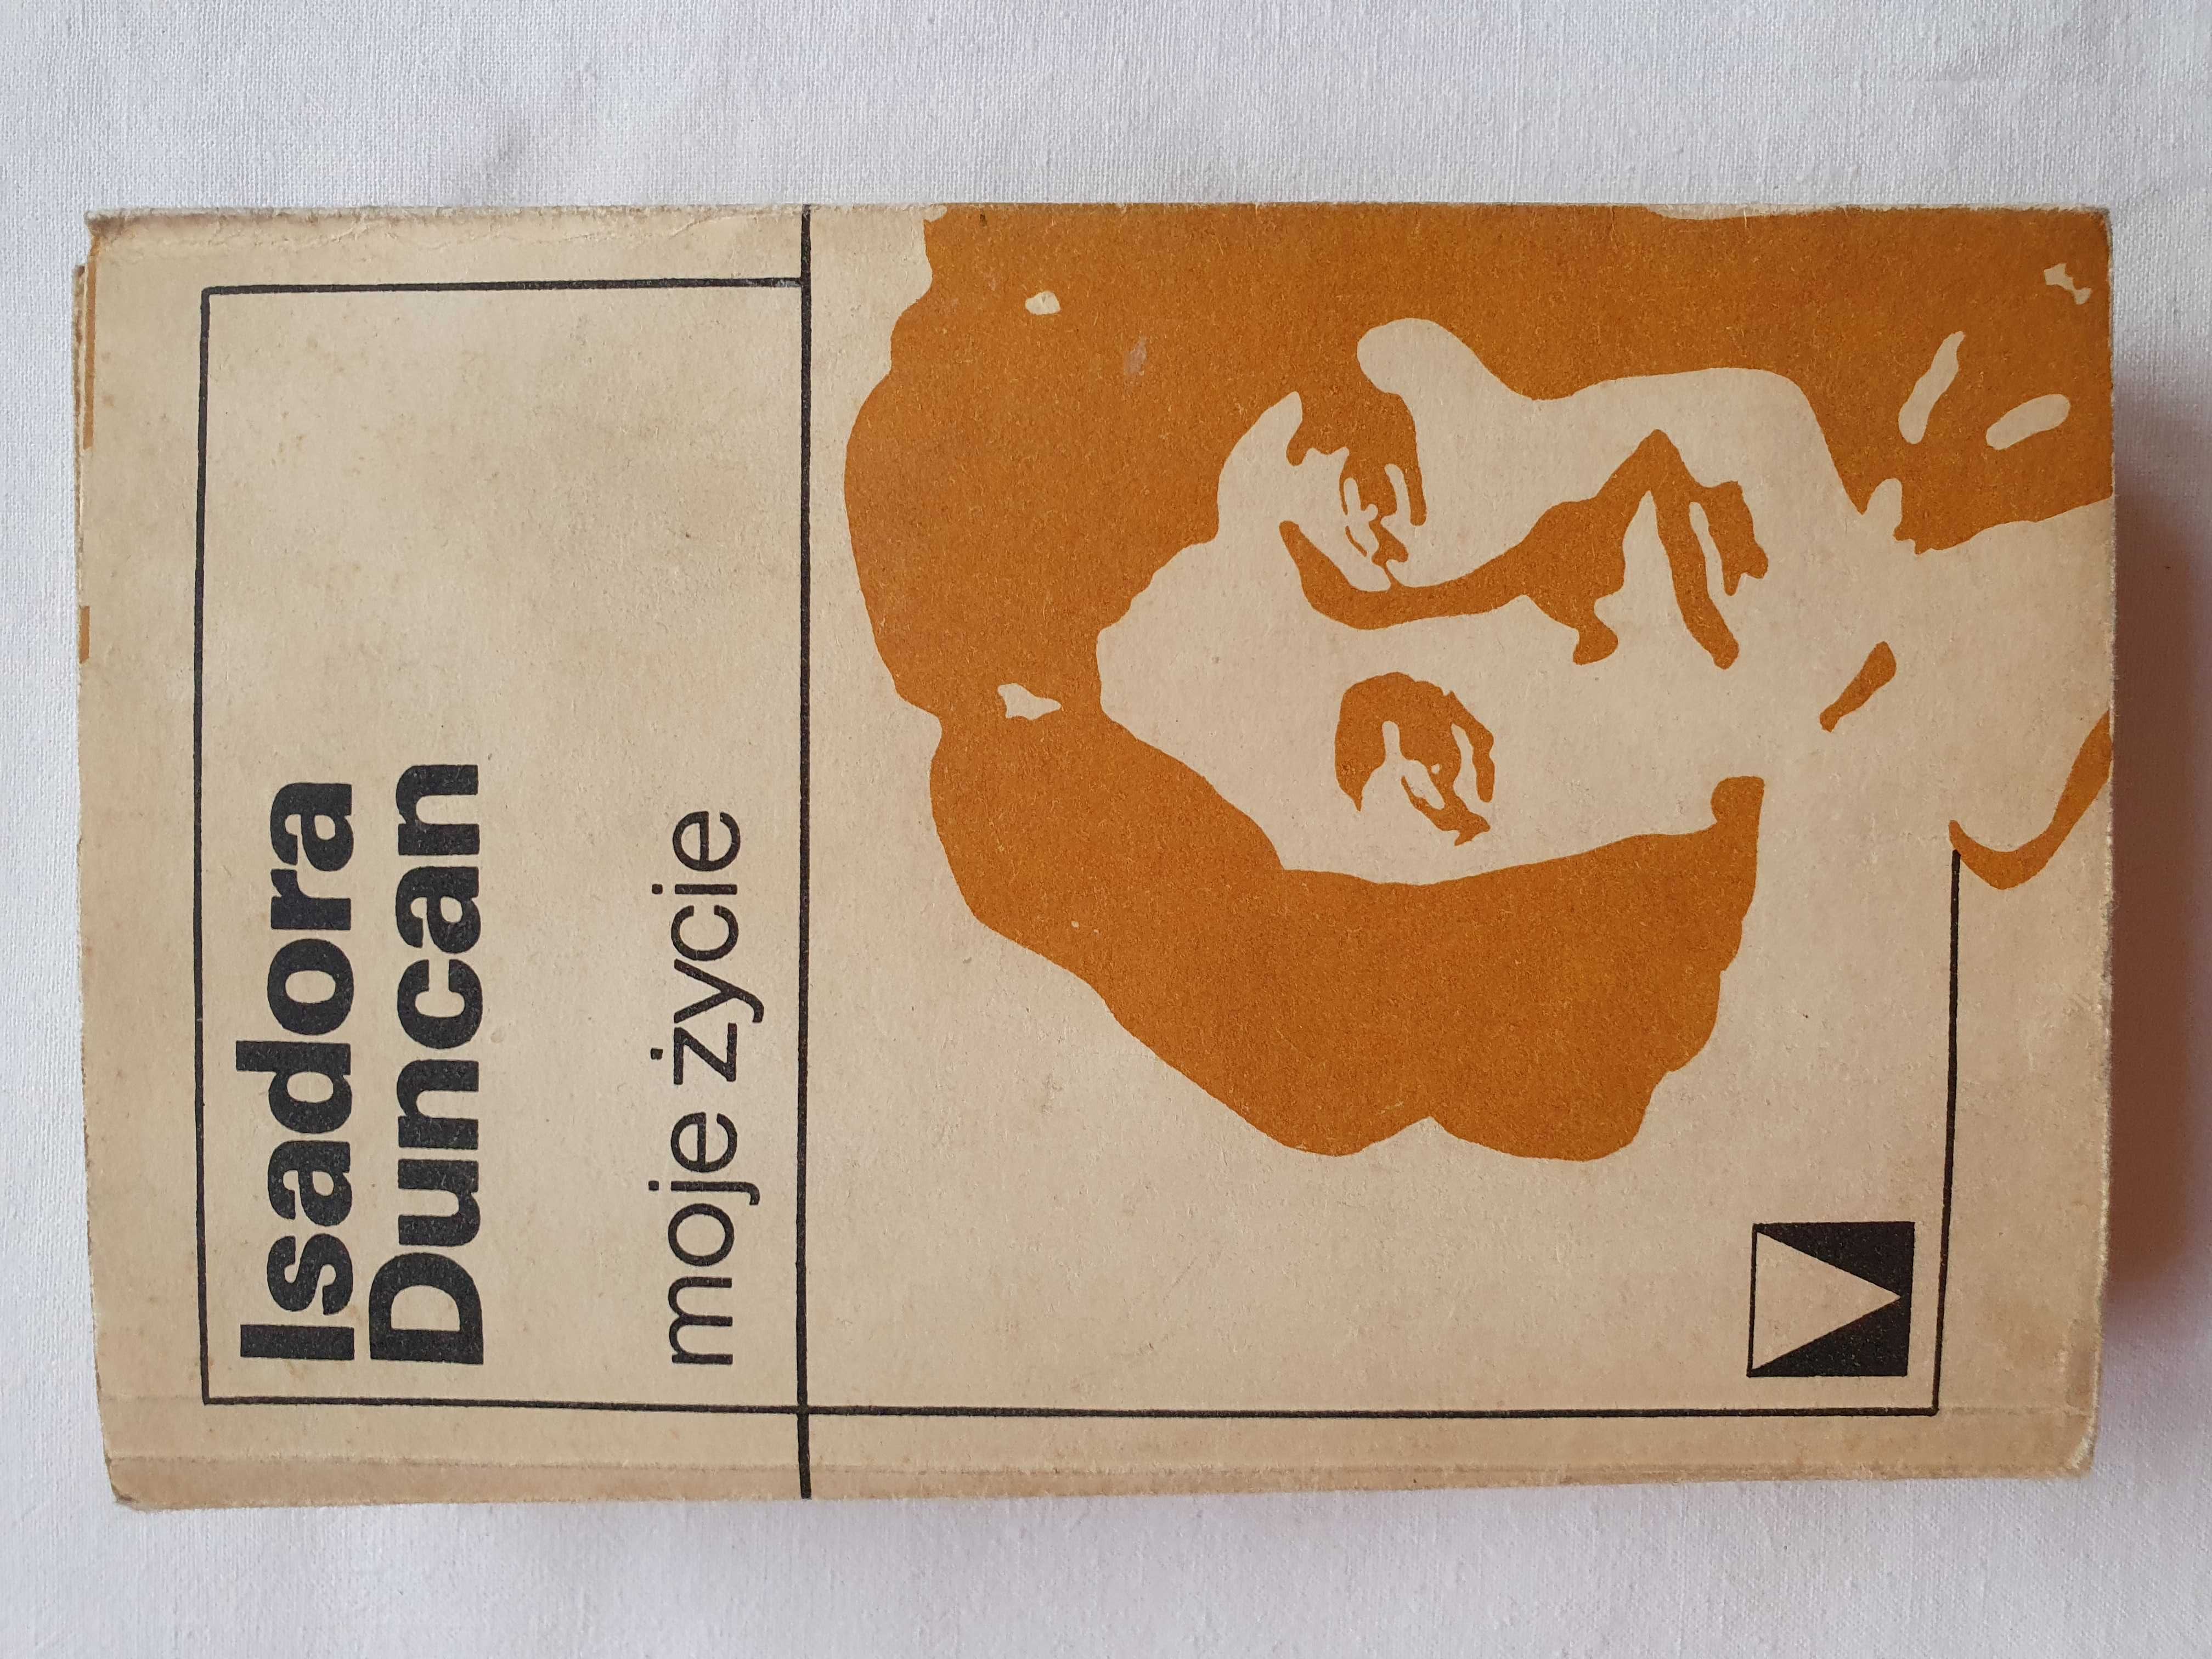 Isadora
Duncan
moje życie